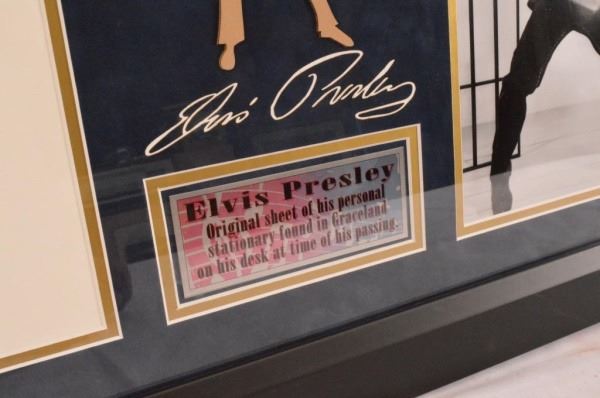 Elvis Presley
Elvis Presley
Original sheet of his personal
stationary found in Graceland
on his desk at time of his passing.